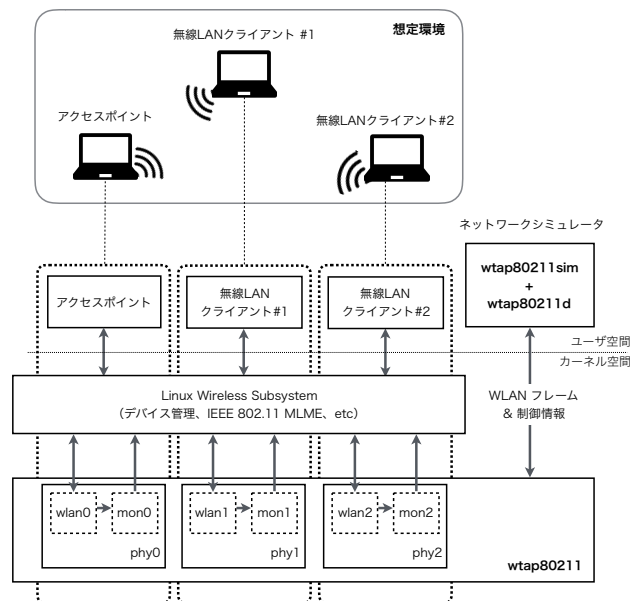 想定環境
無線LANクライアント #1
アクセスポイント
無線LANクライアント#2
ネットワークシミュレータ
wtap80211sim
+
wtap80211d
アクセスポイント
無線LAN
クライアント#1
無線LAN
クライアント#2
ユーザ空間
カーネル空間
Linux Wireless Subsystem
（デバイス管理、IEEE 802.11 MLME、etc）
WLAN フレーム
& 制御情報
wlan0
mon0
phy0
wlan1
mon1
phy1
wlan2
mon2
phy2
wtap80211